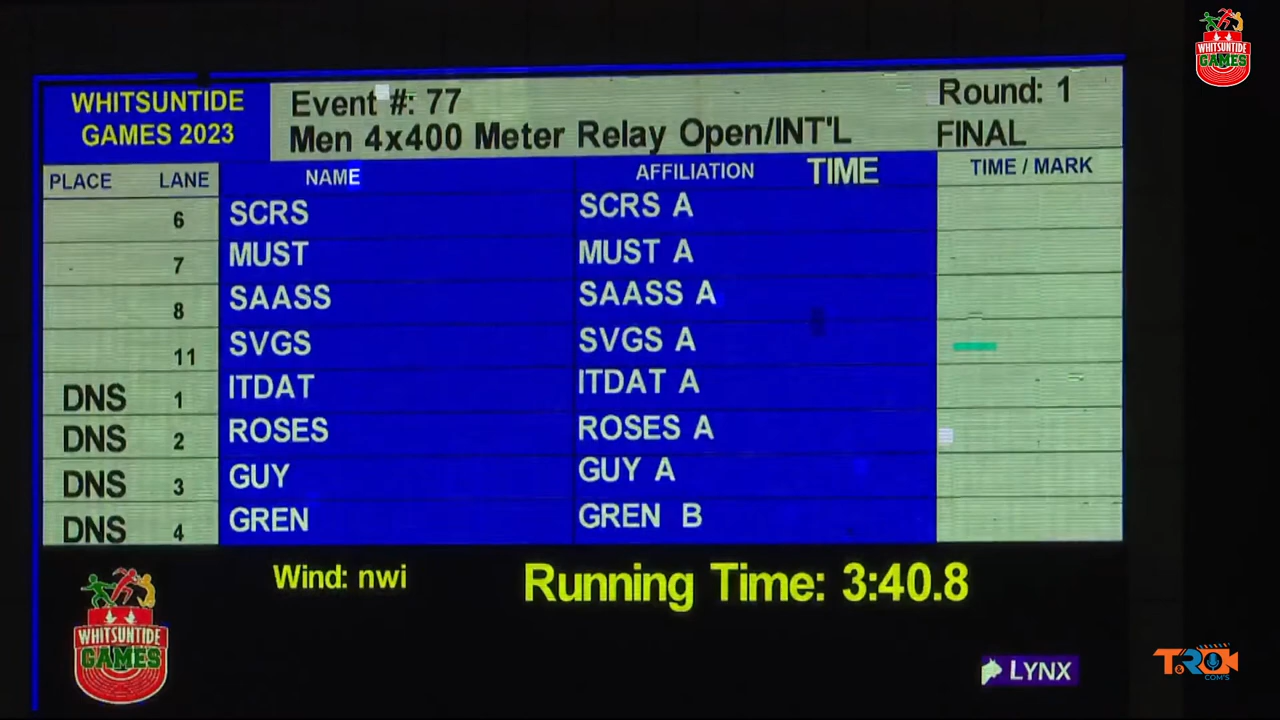 WHITSUNTIDE
GAMES
WHITSUNTIDE
GAMES 2023
Event #: 77
Men 4x400 Meter Relay Open/INT'L
Round: 1
FINAL
PLACE LANE NAME AFFILIATION TIME TIME / MARK
6 SCRS SCRS A
7 MUST MUST A
8 SAASS SAASS A
11 SVGS SVGS A
DNS 1 ITDAT ITDAT A
DNS 2 ROSES ROSES A
DNS 3 GUY GUY A
DNS 4 GREN GREN B
Wind: nwi
Running Time: 3:40.8
WHITSUNTIDE
GAMES
LYNX
T&RO
COM'S